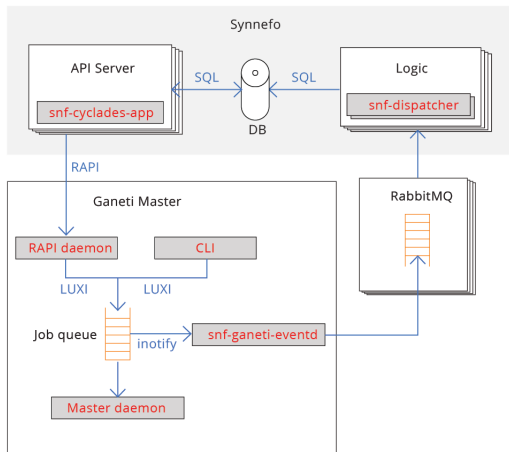 Synnefo
API Server
snf-cyclades-app
SQL
SQL
DB
Logic
snf-dispatcher
RAPI
Ganeti Master
RAPI daemon
CLI
LUXI
LUXI
Job queue
inotify
snf-ganeti-eventd
Master daemon
RabbitMQ